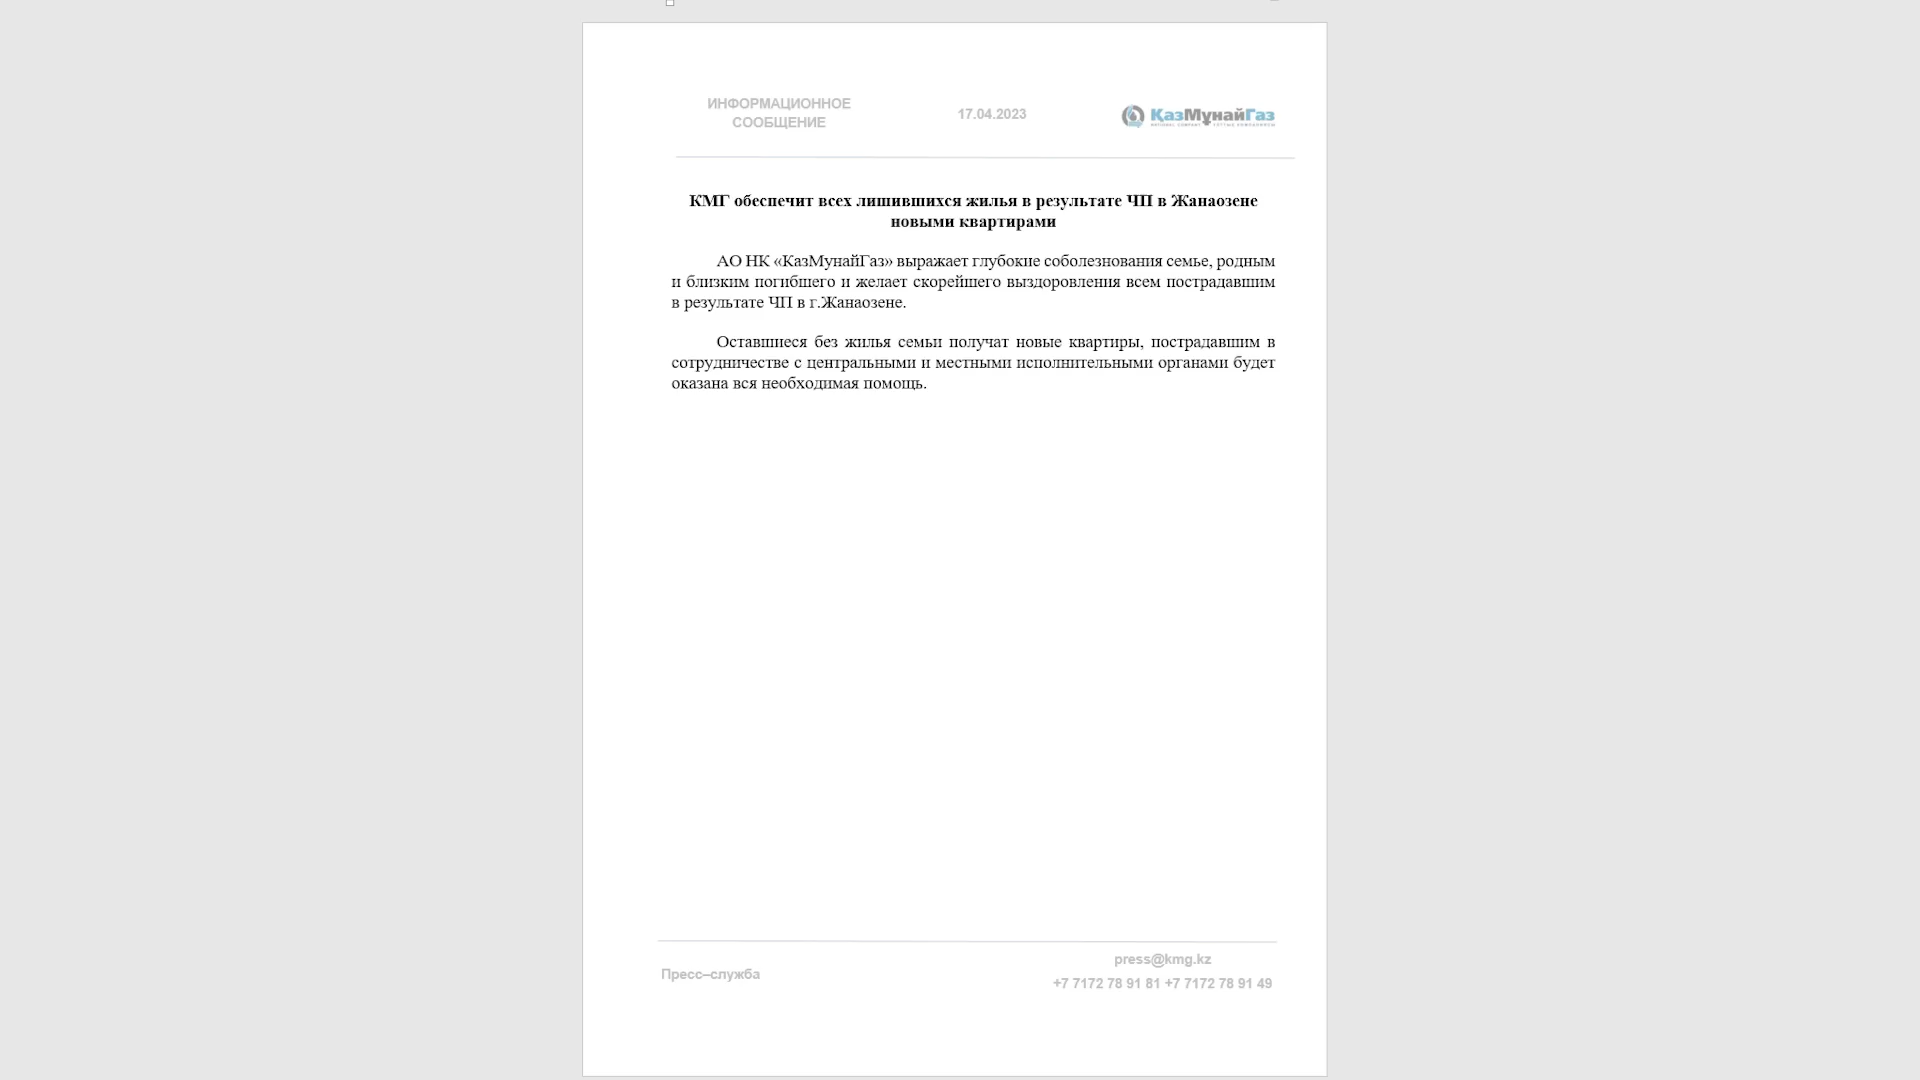 ИНФОРМАЦИОННОЕ
СООБЩЕНИЕ
17.04.2023
ҚазМұнайГаз
КМГ обеспечит всех лишившихся жилья в результате ЧП в Жанаозене
новыми квартирами
АО НК «КазМунайГаз» выражает глубокие соболезнования семье, родным
и близким погибшего и желает скорейшего выздоровления всем пострадавшим
в результате ЧП в г.Жанаозене.
Оставшиеся без жилья семьи получат новые квартиры, пострадавшим в
сотрудничестве с центральными и местными исполнительными органами будет
оказана вся необходимая помощь.
Пресс–служба
press@kmg.kz
+7 7172 78 91 81 +7 7172 78 91 49